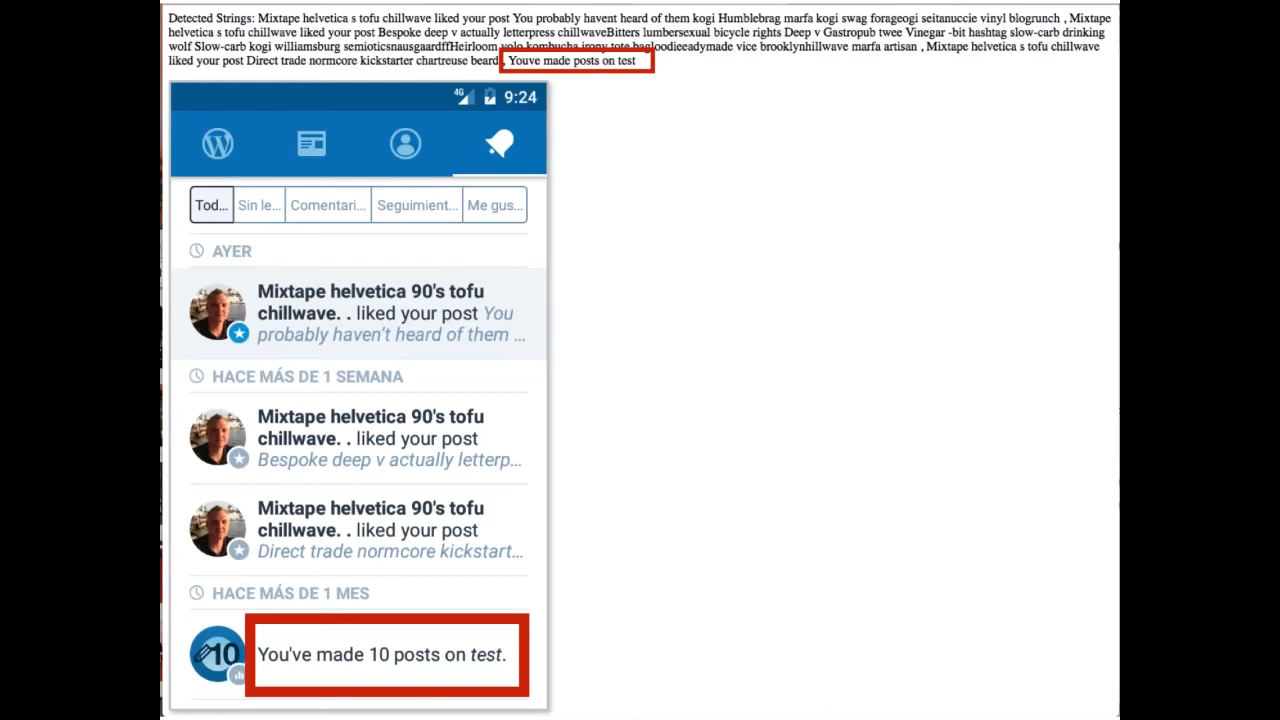 Detected Strings: Mixtape helvetica s tofu chillwave liked your post You probably havent heard of them kogi Humblebrag marfa kogi swag forageogi seitanuccie vinyl blogrunch , Mixtape
helvetica s tofu chillwave liked your post Bespoke deep v actually letterpress chillwaveBitters lumbersexual bicycle rights Deep v Gastropub twee Vinegar -bit hashtag slow-carb drinking
wolf Slow-carb kogi williamsburg semioticsnausgaardffHeirloom yolo kombucha irony tote bagloodieeadymade vice brooklynhillwave marfa artisan , Mixtape helvetica s tofu chillwave
liked your post Direct trade normcore kickstarter chartreuse beard , Youve made posts on test
4G 9:24
Tod... Sin le... Comentari... Seguimient... Me gus...
AYER
Mixtape helvetica 90's tofu
chillwave. . liked your post You
probably haven't heard of them ...
HACE MÁS DE 1 SEMANA
Mixtape helvetica 90's tofu
chillwave. . liked your post
Bespoke deep v actually letterp...
Mixtape helvetica 90's tofu
chillwave. . liked your post
Direct trade normcore kickstart...
HACE MÁS DE 1 MES
10 You've made 10 posts on test.